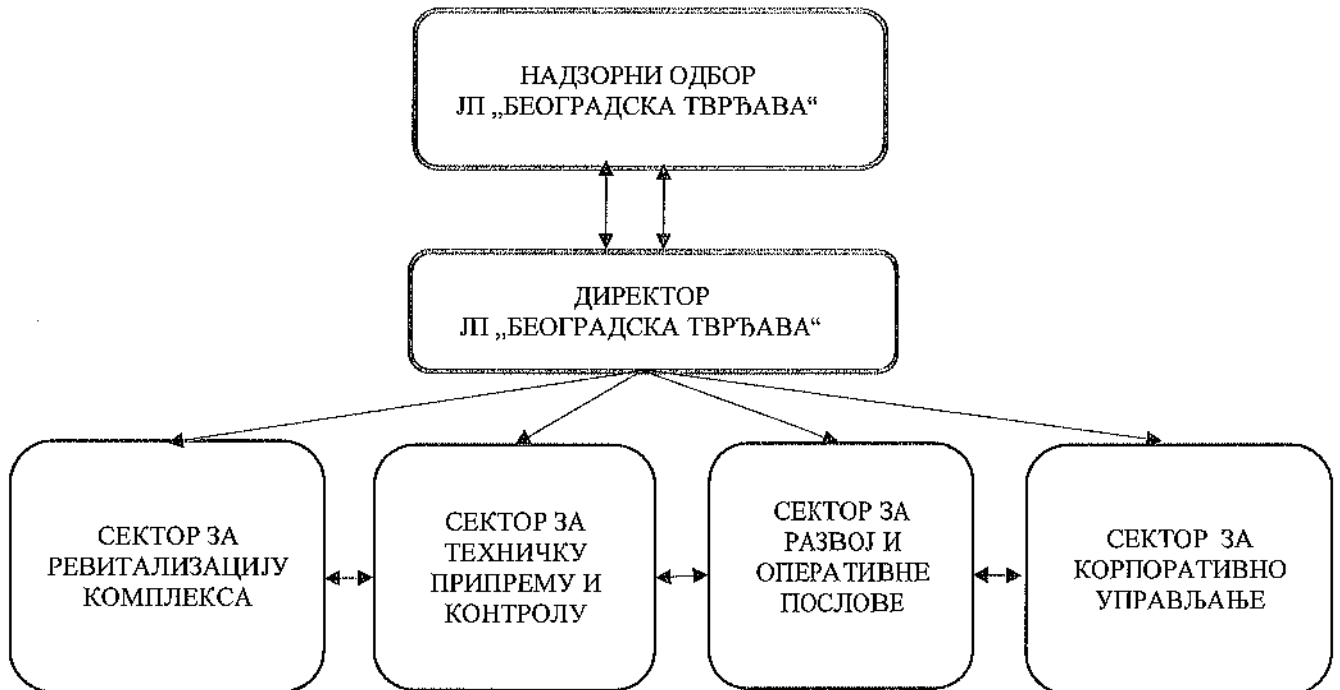 НАДЗОРНИ ОДБОР
ЈП „БЕОГРАДСКА ТВРЂАВА“
ДИРЕКТОР
ЈП „БЕОГРАДСКА ТВРЂАВА“
СЕКТОР ЗА
РЕВИТАЛИЗАЦИЈУ
КОМПЛЕКСА
СЕКТОР ЗА
ТЕХНИЧКУ
ПРИПРЕМУ И
КОНТРОЛУ
СЕКТОР ЗА
РАЗВОЈ И
ОПЕРАТИВНЕ
ПОСЛОВЕ
СЕКТОР ЗА
КОРПОРАТИВНО
УПРАВЉАЊЕ